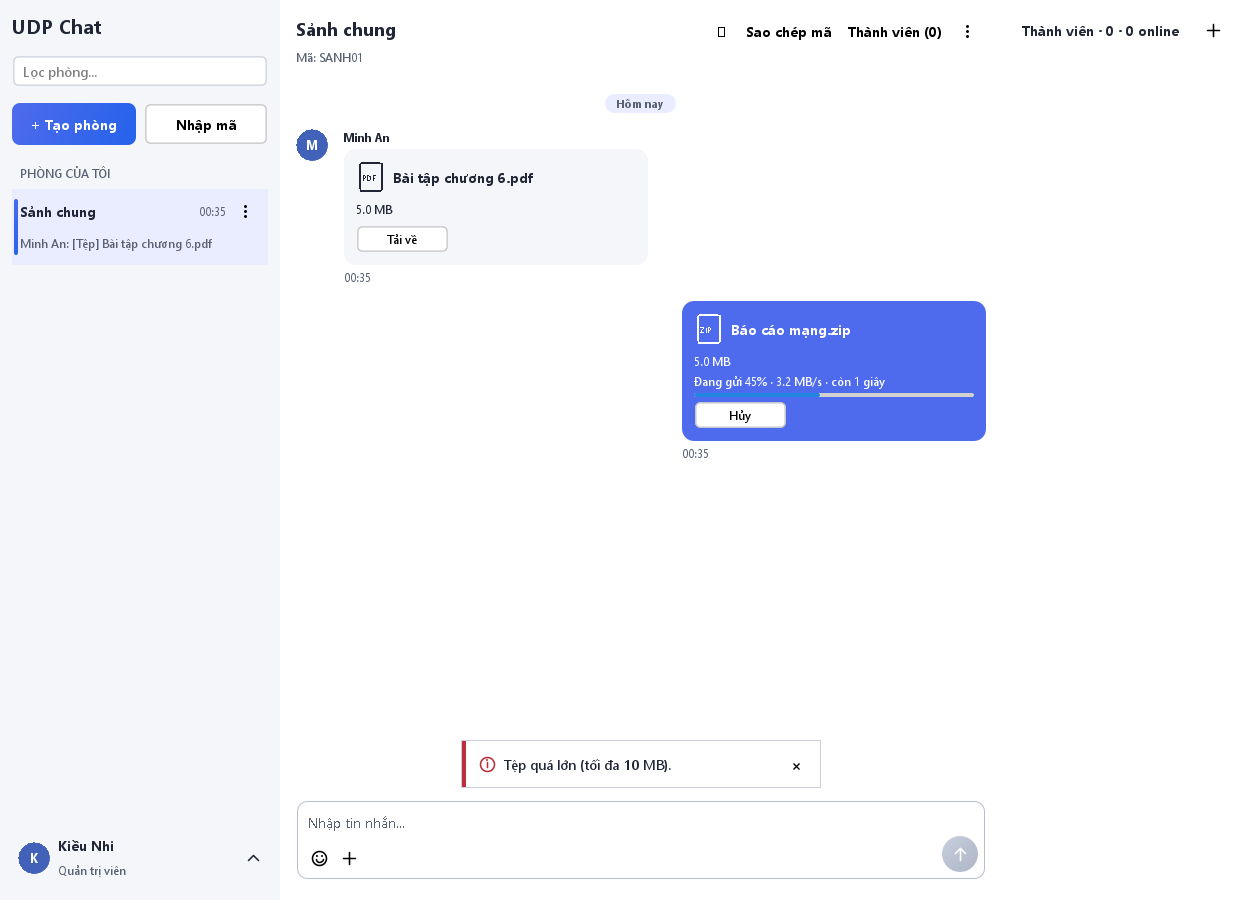 UDP Chat
Lọc phòng...
+ Tạo phòng
Nhập mã
PHÒNG CỦA TÔI
Sảnh chung 00:35
Minh An: [Tệp] Bài tập chương 6.pdf
Kiều Nhi
Quản trị viên
Sảnh chung
Mã: SANH01
Sao chép mã Thành viên (0)
Hôm nay
M
Minh An
PDF Bài tập chương 6.pdf
5.0 MB
Tải về
00:35
ZIP Báo cáo mạng.zip
5.0 MB
Đang gửi 45% · 3.2 MB/s · còn 1 giây
Hủy
00:35
Tệp quá lớn (tối đa 10 MB). ×
Nhập tin nhắn...
K
Thành viên · 0 · 0 online